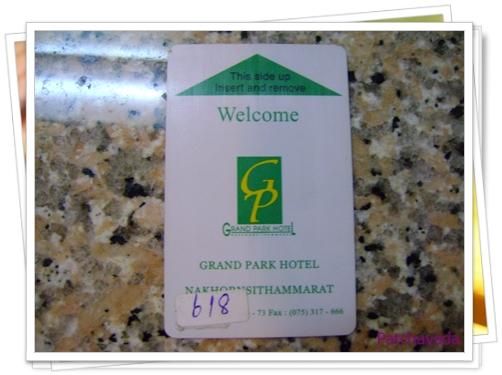 This side up
Insert and remove
Welcome
GP
GRAND PARK HOTEL
GRAND PARK HOTEL
NAKHORNSITHAMMARAT
618
- 73 Fax : (075) 317 - 666